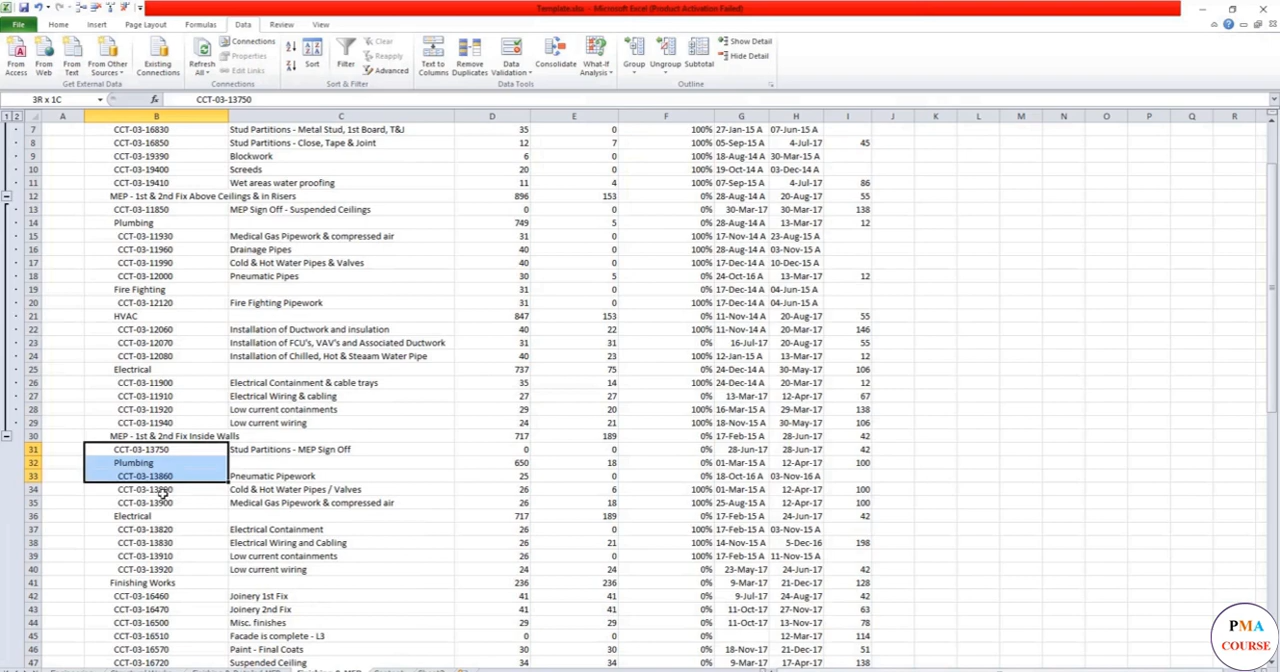 Template.xlsx - Microsoft Excel (Product Activation Failed)
File Home Insert Page Layout Formulas Data Review View
From Access From Web From Text From Other Sources Existing Connections Refresh All Connections Properties Edit Links Sort Filter Clear Reapply Advanced Text to Columns Remove Duplicates Data Validation Consolidate What-If Analysis Group Ungroup Subtotal Show Detail Hide Detail
Get External Data Connections Sort & Filter Data Tools Outline
3R x 1C fx CCT-03-13750
1 2 A B C D E F G H I J K L M N O P Q R
7 CCT-03-16830 Stud Partitions - Metal Stud, 1st Board, T&J 35 0 100% 27-Jan-15 A 07-Jun-15 A
8 CCT-03-16850 Stud Partitions - Close, Tape & Joint 12 7 100% 05-Sep-15 A 4-Jul-17 45
9 CCT-03-19390 Blockwork 6 0 100% 18-Aug-14 A 30-Mar-15 A
10 CCT-03-19400 Screeds 20 0 100% 19-Oct-14 A 03-Dec-14 A
11 CCT-03-19410 Wet areas water proofing 11 4 100% 07-Sep-15 A 4-Jul-17 86
12 MEP - 1st & 2nd Fix Above Ceilings & in Risers 896 153 0% 28-Aug-14 A 20-Aug-17 55
13 CCT-03-11850 MEP Sign Off - Suspended Ceilings 0 0 0% 30-Mar-17 30-Mar-17 138
14 Plumbing 749 5 0% 28-Aug-14 A 13-Mar-17 12
15 CCT-03-11930 Medical Gas Pipework & compressed air 31 0 100% 17-Nov-14 A 23-Aug-15 A
16 CCT-03-11960 Drainage Pipes 40 0 100% 28-Aug-14 A 03-Nov-15 A
17 CCT-03-11990 Cold & Hot Water Pipes & Valves 40 0 100% 17-Dec-14 A 10-Dec-15 A
18 CCT-03-12000 Pneumatic Pipes 30 5 0% 24-Oct-16 A 13-Mar-17 12
19 Fire Fighting 31 0 0% 17-Dec-14 A 04-Jun-15 A
20 CCT-03-12120 Fire Fighting Pipework 31 0 100% 17-Dec-14 A 04-Jun-15 A
21 HVAC 847 153 0% 11-Nov-14 A 20-Aug-17 55
22 CCT-03-12060 Installation of Ductwork and insulation 40 22 100% 11-Nov-14 A 20-Aug-17 146
23 CCT-03-12070 Installation of FCU's, VAV's and Associated Ductwork 31 31 0% 16-Jul-17 20-Aug-17 55
24 CCT-03-12080 Installation of Chilled, Hot & Steaam Water Pipe 40 23 100% 12-Jan-15 A 13-Mar-17 12
25 Electrical 737 75 0% 24-Dec-14 A 30-May-17 106
26 CCT-03-11900 Electrical Containment & cable trays 35 14 100% 24-Dec-14 A 20-Mar-17 12
27 CCT-03-11910 Electrical Wiring & cabling 27 27 0% 13-Mar-17 12-Apr-17 67
28 CCT-03-11920 Low current containments 29 20 100% 16-Mar-15 A 29-Mar-17 138
29 CCT-03-11940 Low current wiring 24 18 100% 18-Nov-15 A 30-May-17 106
30 MEP - 1st & 2nd Fix Inside Walls 717 189 0% 17-Feb-15 A 28-Jun-17 42
31 CCT-03-13750 Stud Partitions - MEP Sign Off 0 0 0% 28-Jun-17 28-Jun-17 42
32 Plumbing 650 18 0% 01-Mar-15 A 12-Apr-17 100
33 CCT-03-13860 Pneumatic Pipework 25 0 0% 18-Oct-16 A 03-Nov-16 A
34 Cold & Hot Water Pipes / Valves 26 6 100% 01-Mar-15 A 12-Apr-17 100
35 CCT-03-13900 Medical Gas Pipework & compressed air 26 18 100% 25-Aug-15 A 12-Apr-17 100
36 Electrical 717 189 0% 17-Feb-15 A 24-Jun-17 42
37 CCT-03-13820 Electrical Containment 26 0 100% 17-Feb-15 A 03-Nov-15 A
38 CCT-03-13830 Electrical Wiring and Cabling 26 21 100% 14-Nov-15 A 5-Dec-16 198
39 CCT-03-13910 Low current containments 26 0 100% 17-Feb-15 A 11-Nov-15 A
40 CCT-03-13920 Low current wiring 24 24 0% 23-May-17 24-Jun-17 42
41 Finishing Works 236 236 0% 9-Mar-17 21-Dec-17 128
42 CCT-03-16460 Joinery 1st Fix 41 41 0% 9-Jul-17 24-Aug-17 42
43 CCT-03-16470 Joinery 2nd Fix 41 41 0% 11-Oct-17 27-Nov-17 63
44 CCT-03-16500 Misc. finishes 29 29 0% 11-Oct-17 13-Nov-17 78
45 CCT-03-16510 Facade is complete - L3 0 0% 12-Mar-17 114
46 CCT-03-16570 Paint - Final Coats 30 30 0% 18-Nov-17 21-Dec-17 51
47 CCT-03-16720 Suspended Ceiling 34 34 0% 9-Mar-17 17-Apr-17 138
PMA
COURSE